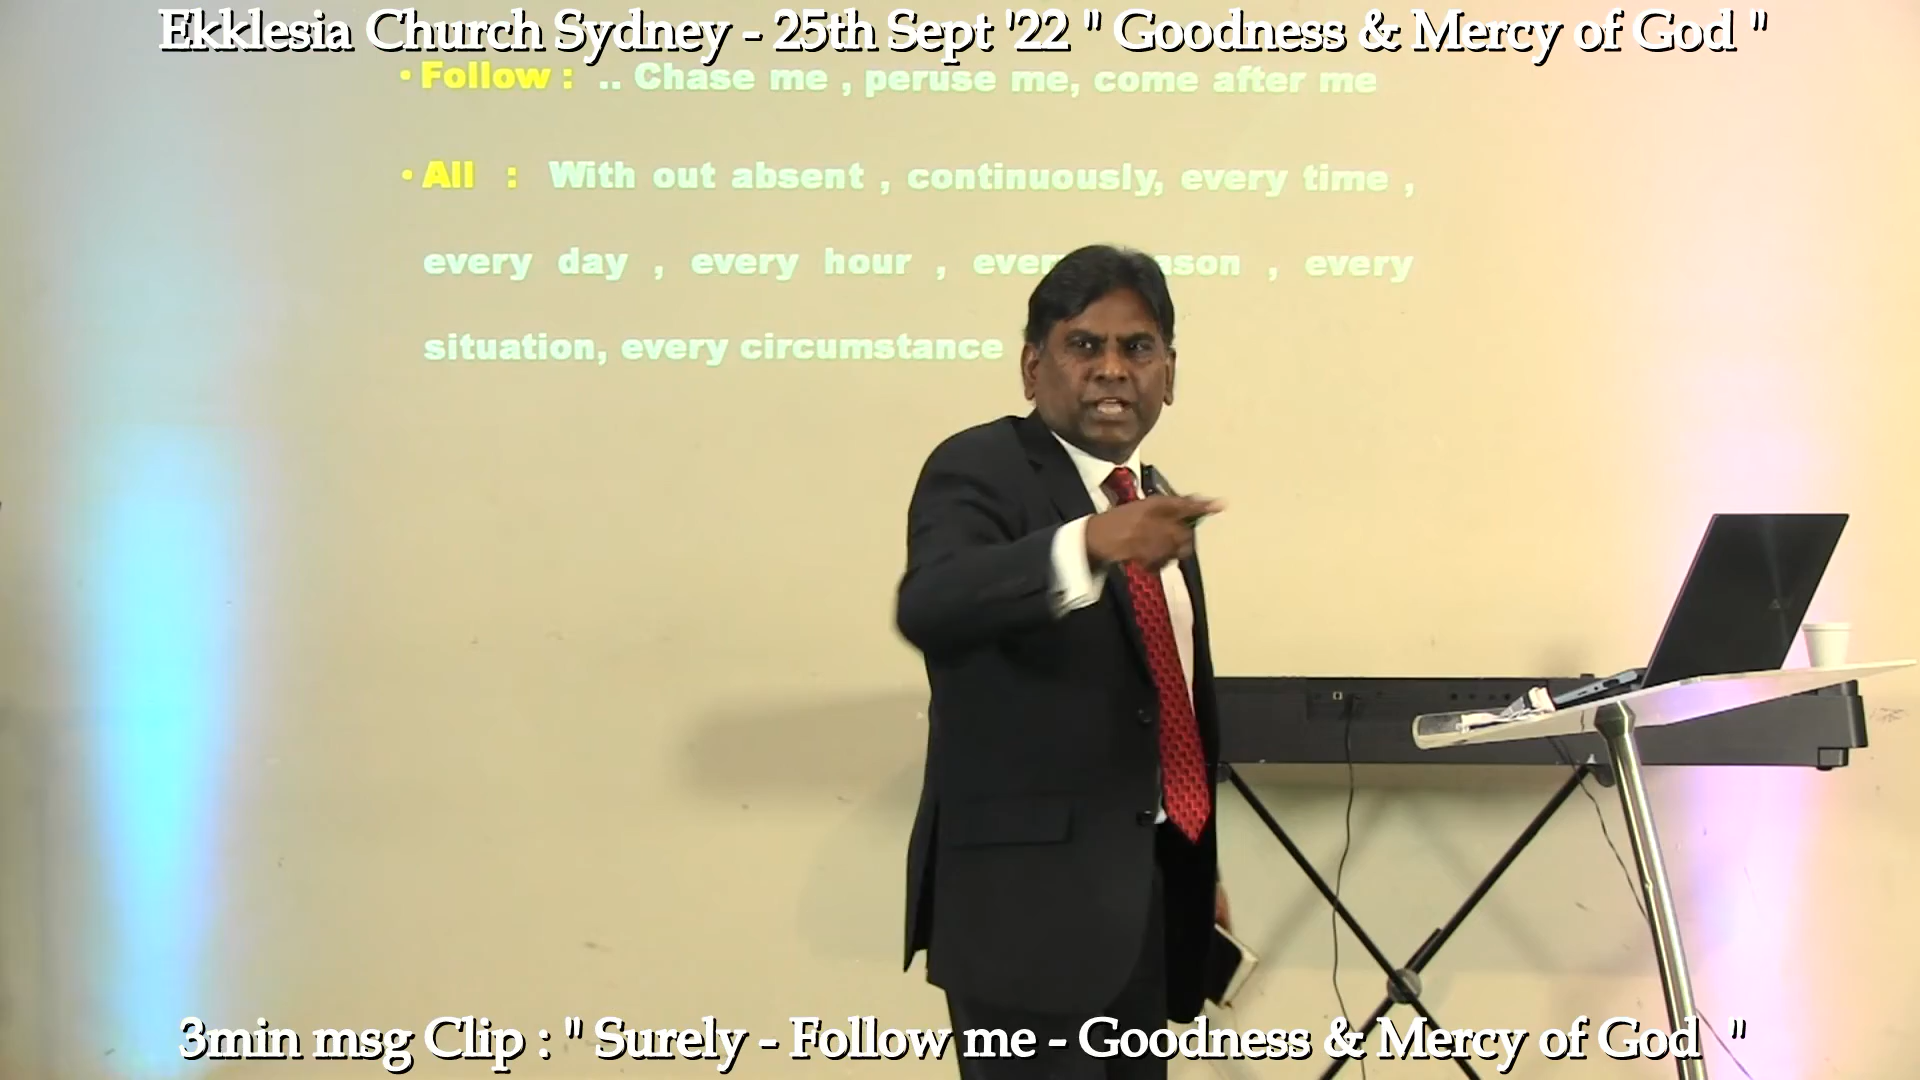 Ekklesia Church Sydney - 25th Sept '22 " Goodness & Mercy of God "
• Follow : .. Chase me , peruse me, come after me
• All : With out absent , continuously, every time ,
every day , every hour , every season , every
situation, every circumstance
3min msg Clip : " Surely - Follow me - Goodness & Mercy of God "